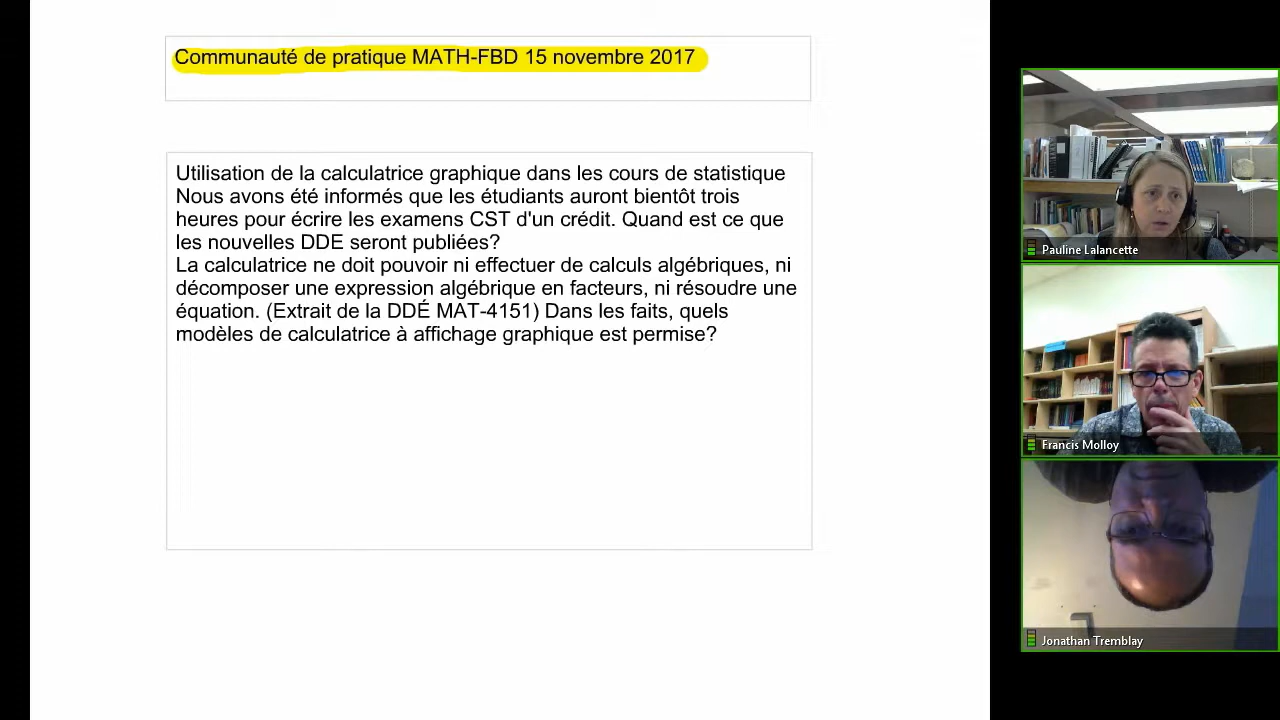 Communauté de pratique MATH-FBD 15 novembre 2017
Utilisation de la calculatrice graphique dans les cours de statistique
Nous avons été informés que les étudiants auront bientôt trois
heures pour écrire les examens CST d'un crédit. Quand est ce que
les nouvelles DDE seront publiées?
La calculatrice ne doit pouvoir ni effectuer de calculs algébriques, ni
décomposer une expression algébrique en facteurs, ni résoudre une
équation. (Extrait de la DDÉ MAT-4151) Dans les faits, quels
modèles de calculatrice à affichage graphique est permise?
Pauline Lalancette
Francis Molloy
Jonathan Tremblay